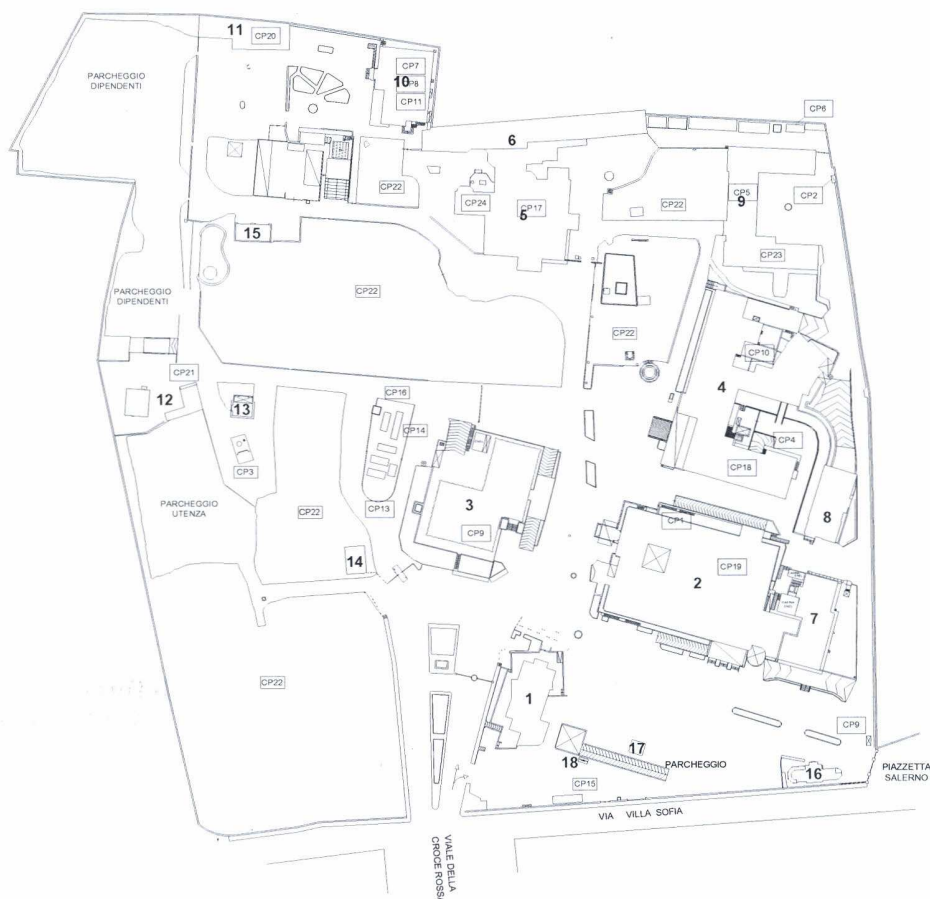 11
CP20
PARCHEGGIO
DIPENDENTI
CP7
10
CP8
CP11
6
CP6
CP22
CP24
CP17
5
CP5
9
CP2
CP22
CP23
15
PARCHEGGIO
DIPENDENTI
CP22
CP22
CP10
4
CP21
12
13
CP16
CP14
CP3
CP4
CP18
PARCHEGGIO
UTENZA
CP22
CP13
3
CP9
8
CP1
14
2
CP19
7
CP22
1
CP9
17
18
PARCHEGGIO
16
PIAZZETTA
SALERNO
CP15
VIA VILLA SOFIA
VIALE DELLA
CROCE ROSSA